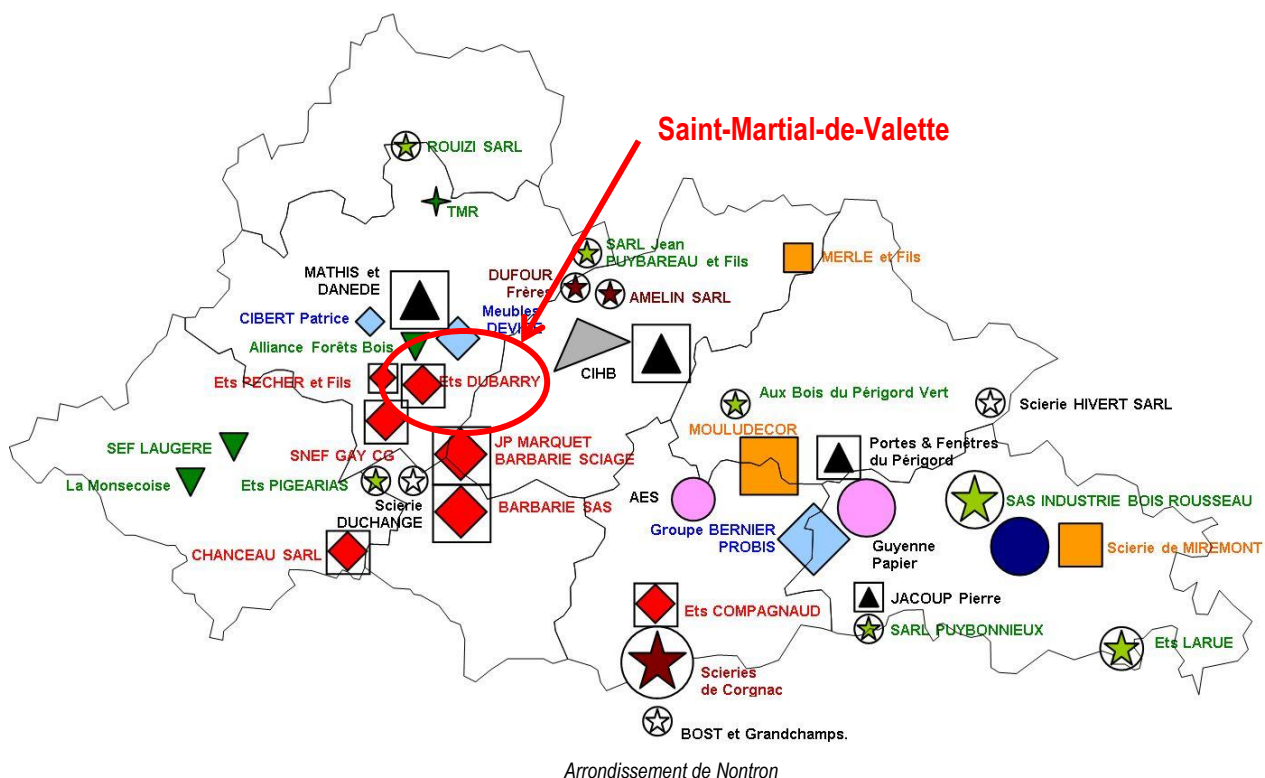 Saint-Martial-de-Valette
ROUIZI SARL
TMR
SARL Jean
PUYBAREAU et Fils
MERLE et Fils
MATHIS et
DANEDE
DUFOUR
Frères
AMELIN SARL
CIBERT Patrice
Meubles
Alliance Forêts Bois
CIHB
Ets PECHER et Fils
Ets DUBARRY
Aux Bois du Périgord Vert
Scierie HIVERT SARL
MOULUDECOR
SEF LAUGERE
SNEF GAY CG
JP MARQUET
BARBARIE SCIAGE
Portes & Fenêtres
du Périgord
La Monsecoise
Ets PIGEARIAS
Scierie
DUCHANGE
BARBARIE SAS
AES
SAS INDUSTRIE BOIS ROUSSEAU
Groupe BERNIER
PROBIS
Guyenne
Papier
Scierie de MIREMONT
CHANCEAU SARL
Ets COMPAGNAUD
JACOUP Pierre
SARL PUYBONNIEUX
Ets LARUE
Scieries
de Corgnac
BOST et Grandchamps.
Arrondissement de Nontron